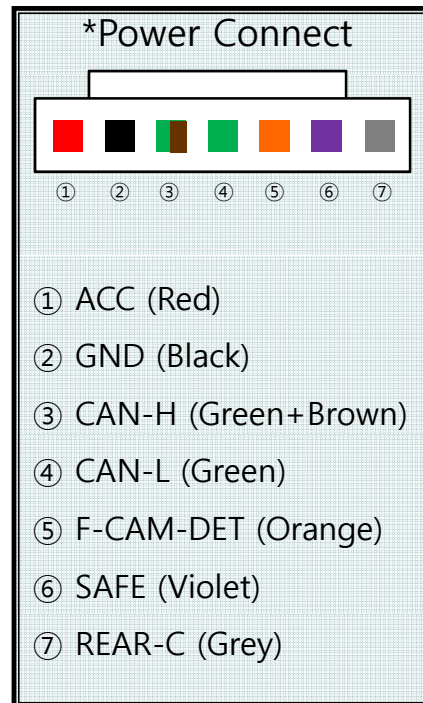 *Power Connect
① ② ③ ④ ⑤ ⑥ ⑦
① ACC (Red)
② GND (Black)
③ CAN-H (Green+Brown)
④ CAN-L (Green)
⑤ F-CAM-DET (Orange)
⑥ SAFE (Violet)
⑦ REAR-C (Grey)